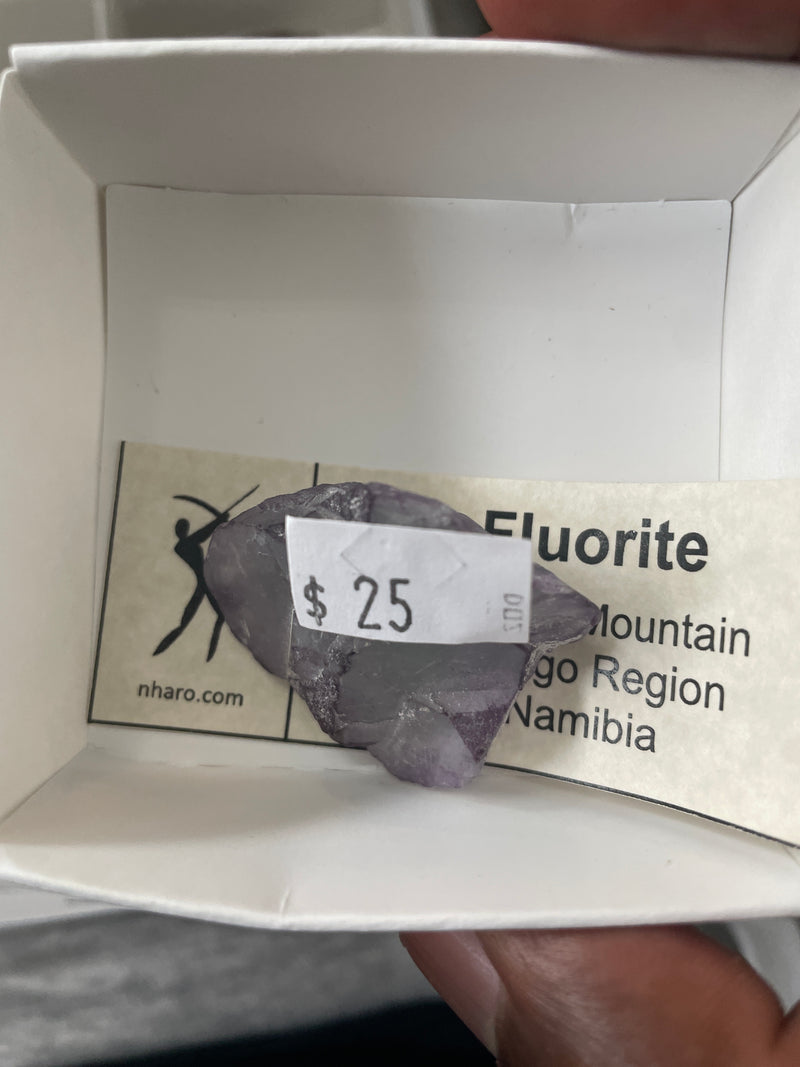 Fluorite
$ 25
Mountain
go Region
Namibia
nharo.com